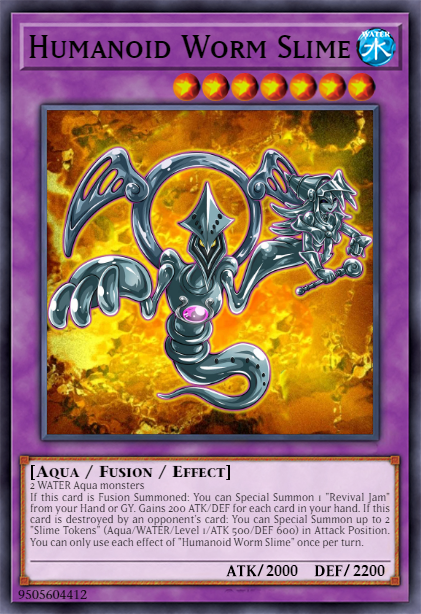 Humanoid Worm Slime
WATER
水
[Aqua / Fusion / Effect]
2 WATER Aqua monsters
If this card is Fusion Summoned: You can Special Summon 1 "Revival Jam"
from your Hand or GY. Gains 200 ATK/DEF for each card in your hand. If this
card is destroyed by an opponent's card: You can Special Summon up to 2
"Slime Tokens" (Aqua/WATER/Level 1/ATK 500/DEF 600) in Attack Position.
You can only use each effect of "Humanoid Worm Slime" once per turn.
ATK/2000 DEF/2200
9505604412